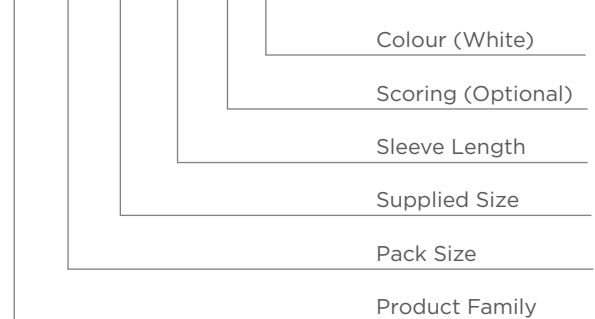 Colour (White)
Scoring (Optional)
Sleeve Length
Supplied Size
Pack Size
Product Family